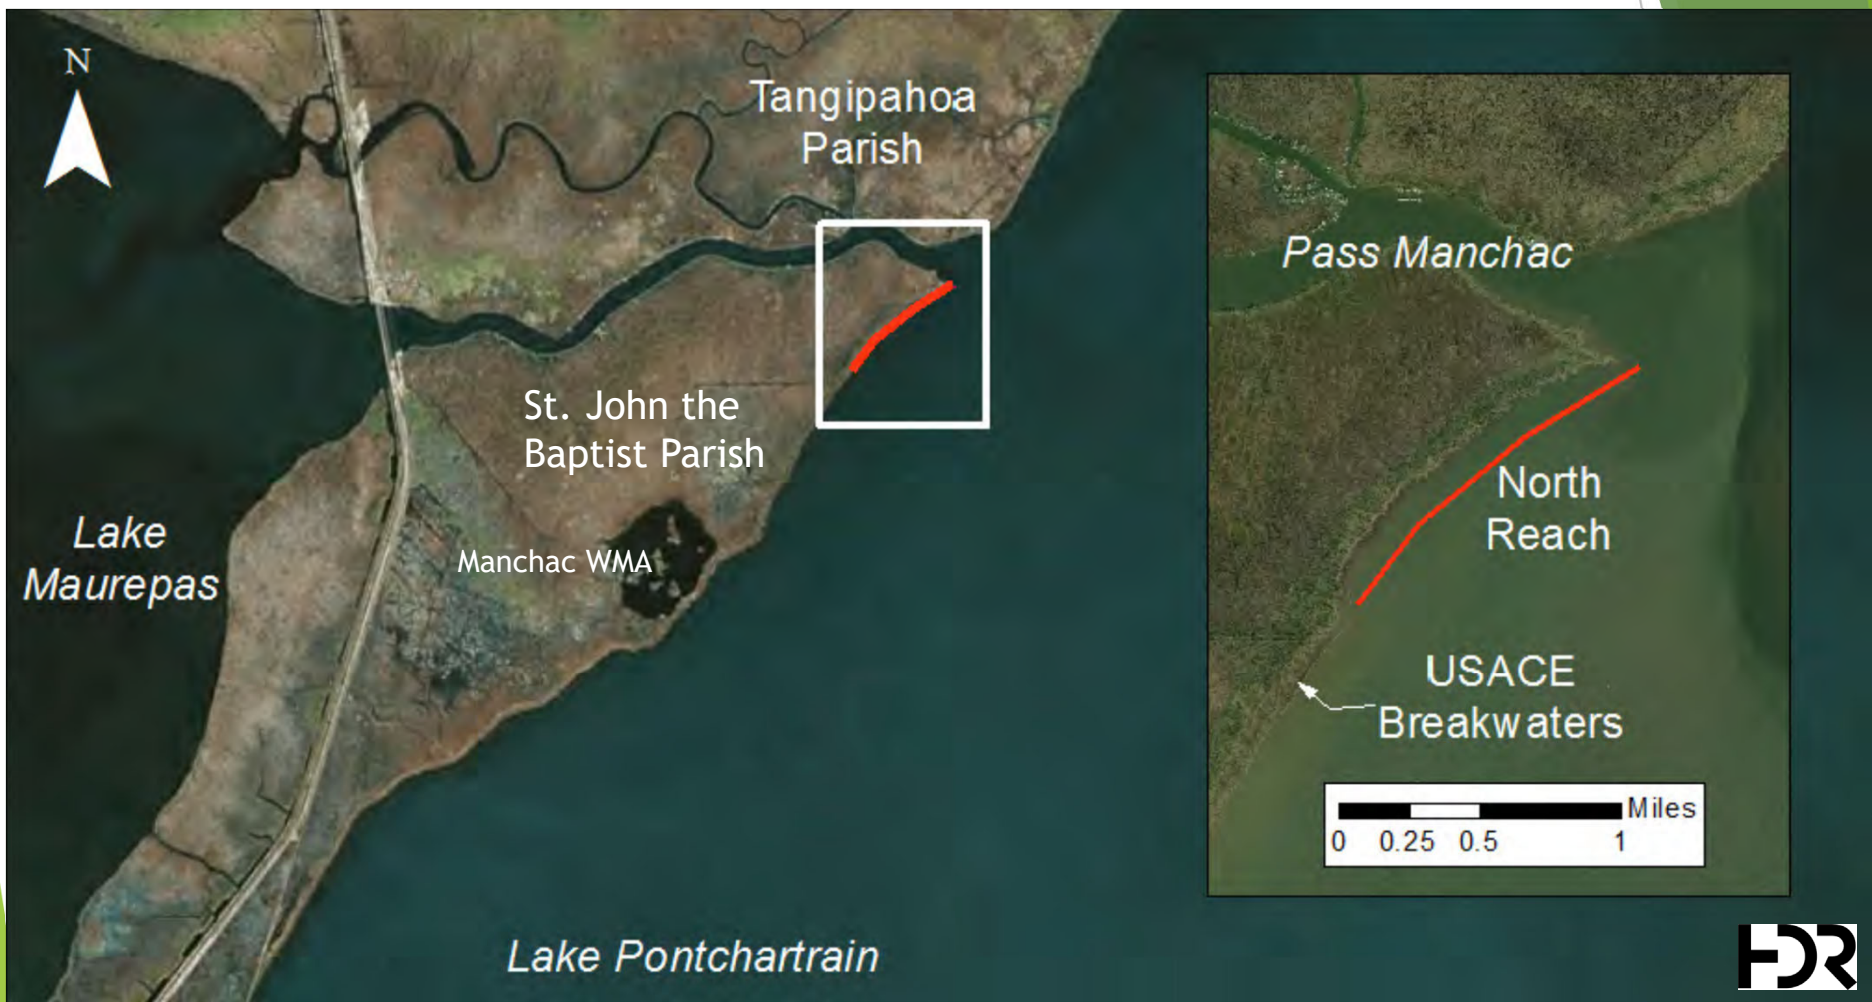 N
Tangipahoa
Parish
St. John the
Baptist Parish
Lake
Maurepas
Manchac WMA
Lake Pontchartrain
Pass Manchac
North
Reach
USACE
Breakwaters
Miles
0 0.25 0.5 1
HDR